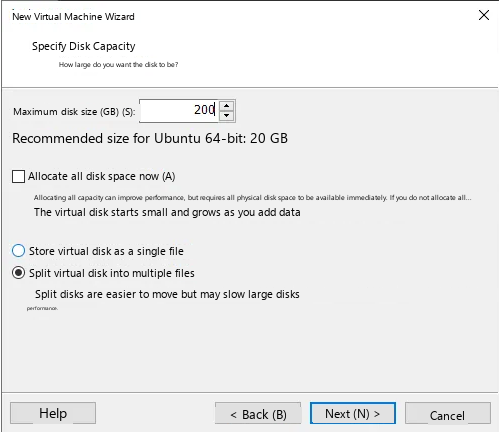 New Virtual Machine Wizard
Specify Disk Capacity
How large do you want the disk to be?
Maximum disk size (GB) (S): 200
Recommended size for Ubuntu 64-bit: 20 GB
Allocate all disk space now (A)
Allocating all capacity can improve performance, but requires all physical disk space to be available immediately. If you do not allocate all...
The virtual disk starts small and grows as you add data
Store virtual disk as a single file
Split virtual disk into multiple files
Split disks are easier to move but may slow large disks
performance.
Help < Back (B) Next (N) > Cancel